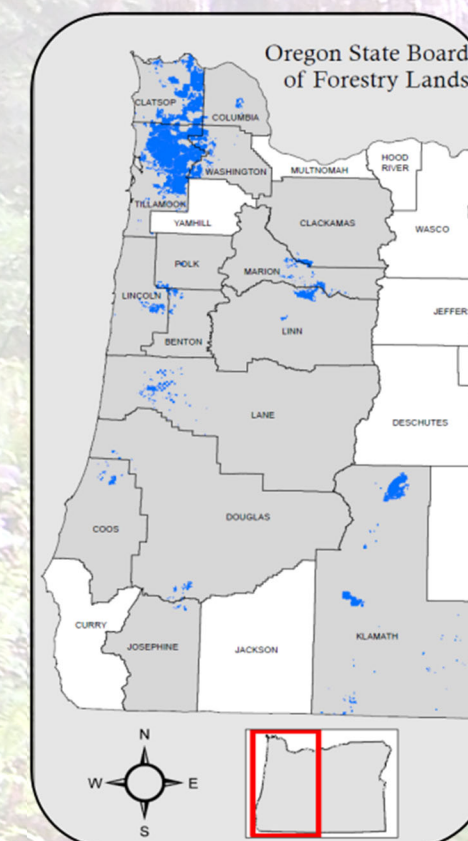 Oregon State Board
of Forestry Lands
CLATSOP
COLUMBIA
HOOD
RIVER
WASHINGTON
MULTNOMAH
TILLAMOOK
YAMHILL
CLACKAMAS
WASCO
POLK
MARION
LINCOLN
JEFFER
LINN
BENTON
LANE
DESCHUTES
DOUGLAS
COOS
CURRY
JOSEPHINE
JACKSON
KLAMATH
N
W E
S